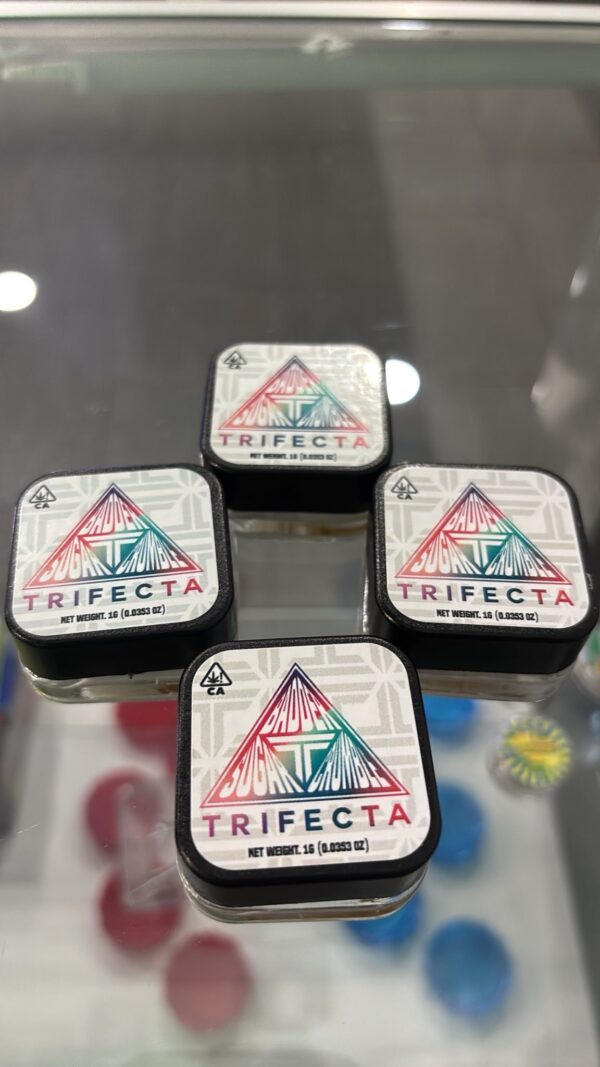 CA
BADDER
SUGAR CRUMBLE
TRIFECTA
NET WEIGHT. 1G (0.0353 OZ)
CA
BADDER
SUGAR CRUMBLE
TRIFECTA
NET WEIGHT. 1G (0.0353 OZ)
CA
BADDER
SUGAR CRUMBLE
TRIFECTA
NET WEIGHT. 1G (0.0353 OZ)
CA
BADDER
SUGAR CRUMBLE
TRIFECTA
NET WEIGHT. 1G (0.0353 OZ)